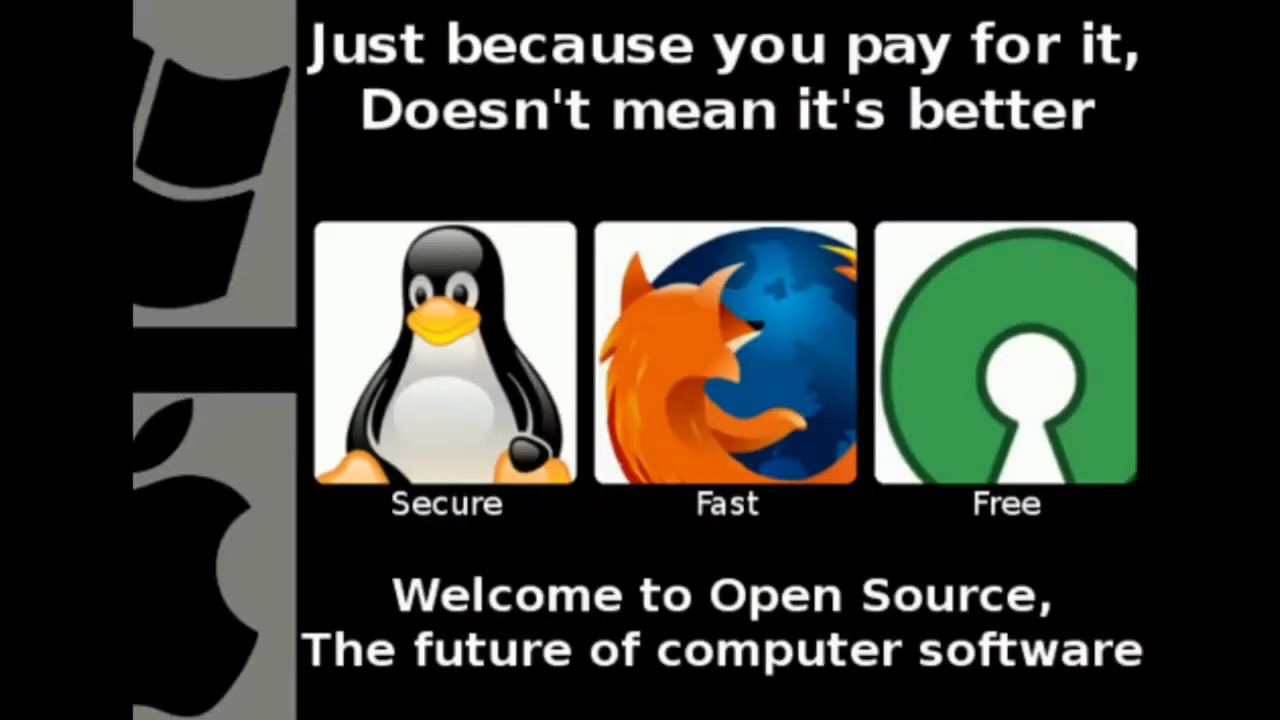 Just because you pay for it,
Doesn't mean it's better
Secure
Fast
Free
Welcome to Open Source,
The future of computer software